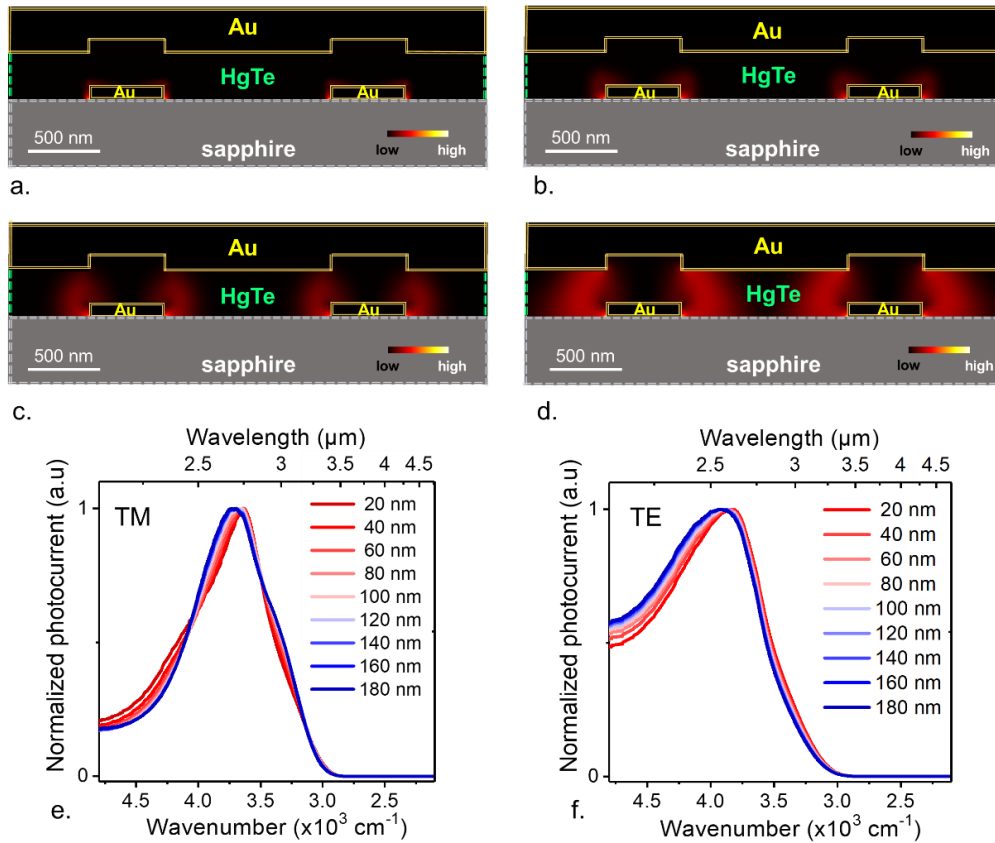 Au
HgTe
Au
Au
500 nm
low
high
sapphire
a.
Au
HgTe
Au
Au
500 nm
low
high
sapphire
b.
Au
HgTe
Au
Au
500 nm
low
high
sapphire
c.
Au
HgTe
Au
Au
500 nm
low
high
sapphire
d.
Wavelength (µm)
2.5 3 3.5 4 4.5
Normalized photocurrent (a.u)
1
0
TM
20 nm
40 nm
60 nm
80 nm
100 nm
120 nm
140 nm
160 nm
180 nm
4.5 4.0 3.5 3.0 2.5
Wavenumber (x10³ cm⁻¹)
e.
Wavelength (µm)
2.5 3 3.5 4 4.5
Normalized photocurrent (a.u)
1
0
TE
20 nm
40 nm
60 nm
80 nm
100 nm
120 nm
140 nm
160 nm
180 nm
4.5 4.0 3.5 3.0 2.5
Wavenumber (x10³ cm⁻¹)
f.